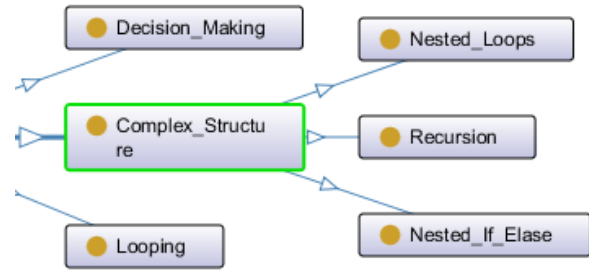 Decision_Making
Nested_Loops
Complex_Structu
re
Recursion
Looping
Nested_If_Elase